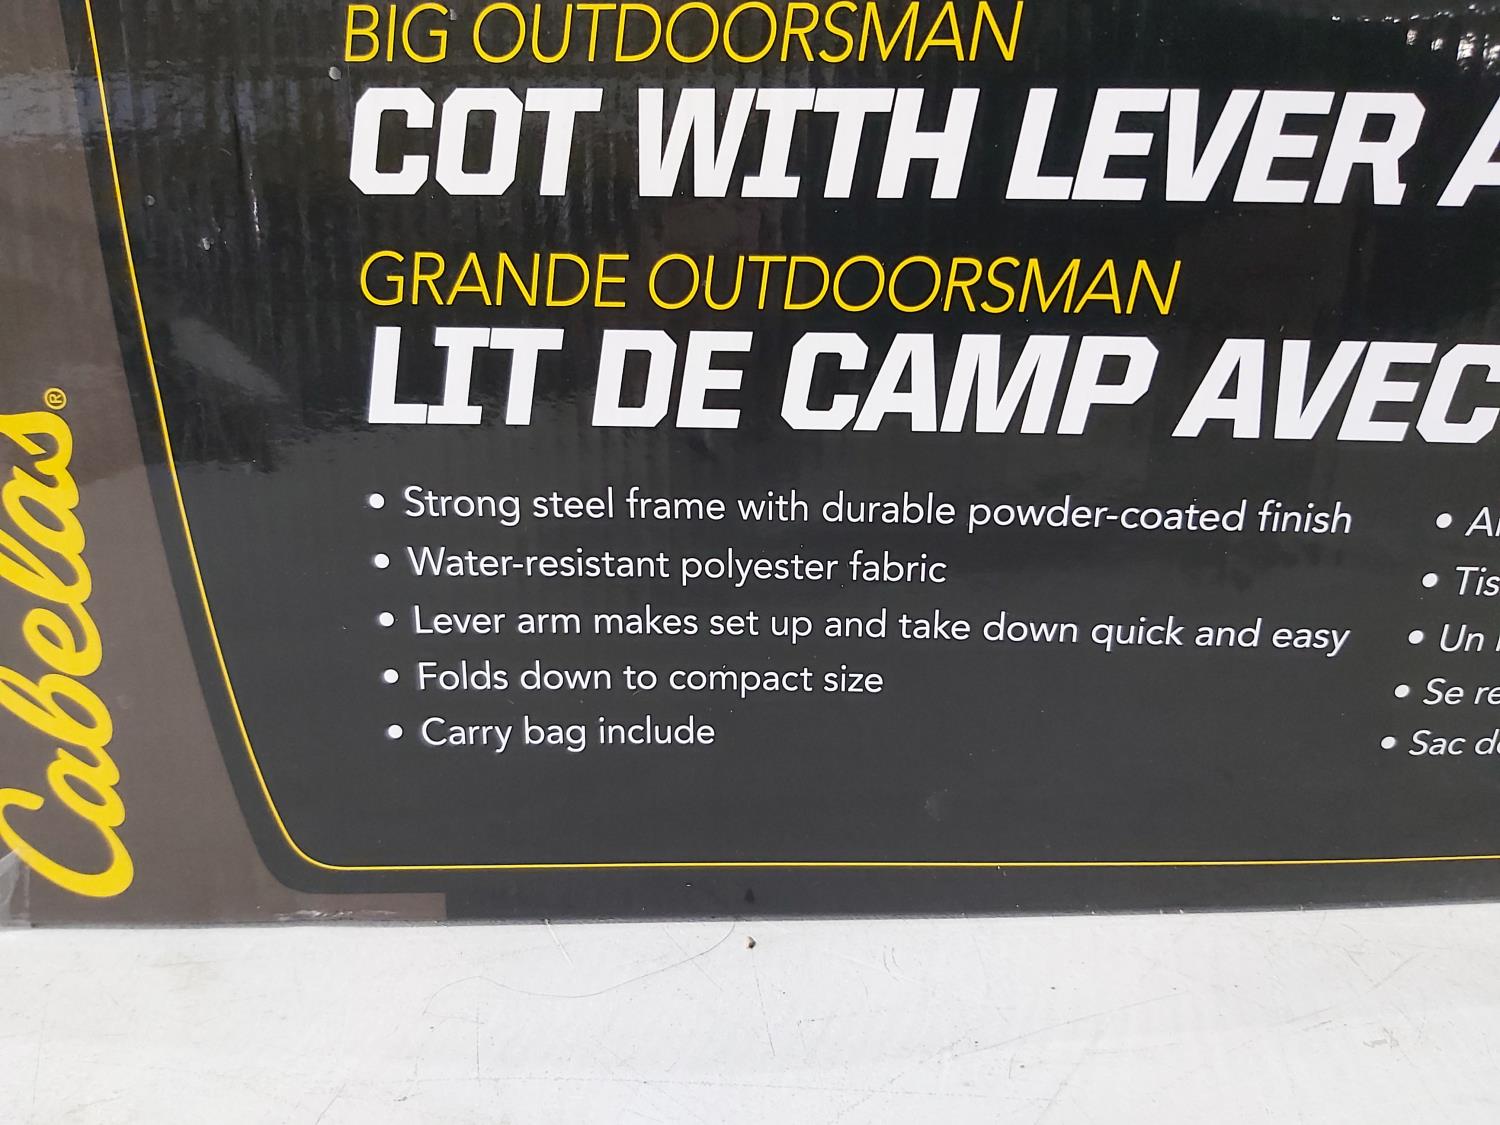 BIG OUTDOORSMAN
COT WITH LEVER
GRANDE OUTDOORSMAN
LIT DE CAMP AVEC
• Strong steel frame with durable powder-coated finish
• Water-resistant polyester fabric
• Lever arm makes set up and take down quick and easy
• Folds down to compact size
• Carry bag include
•
•
• Un
• Se
• Sac
Cabelas®